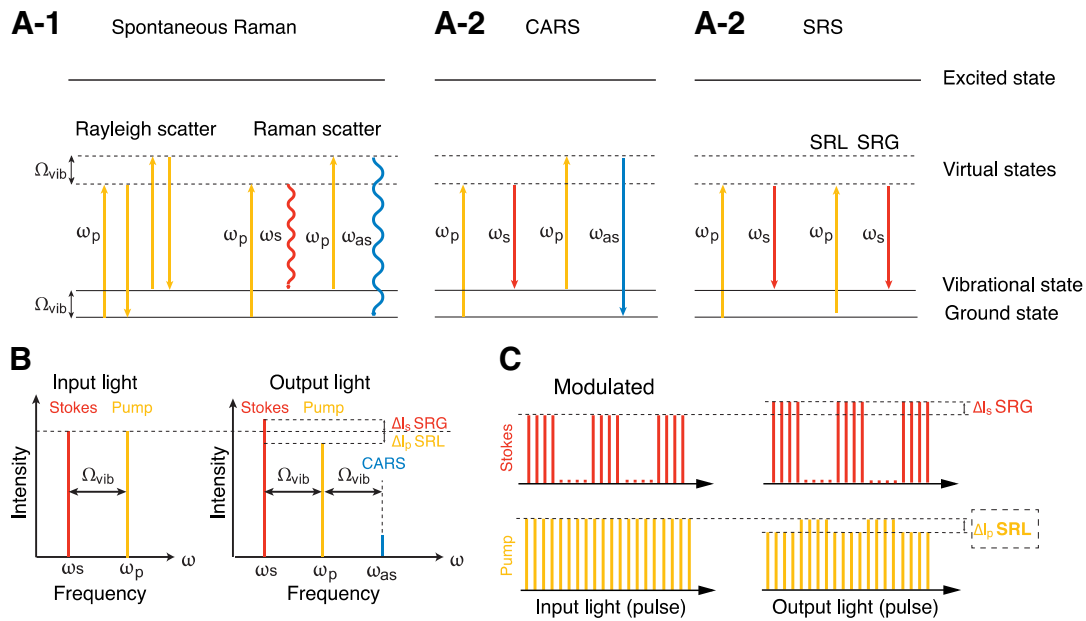 A-1 Spontaneous Raman
A-2 CARS
A-2 SRS
Excited state
Rayleigh scatter
Raman scatter
SRL SRG
Ωvib
Virtual states
ωp
ωp
ωs
ωp
ωas
ωp
ωs
ωp
ωas
ωp
ωs
ωp
ωs
Vibrational state
Ωvib
Ground state
B
Input light
Stokes Pump
Intensity
Ωvib
ωs
ωp
ω
Frequency
Output light
Stokes Pump
ΔIs SRG
ΔIp SRL
CARS
Intensity
Ωvib
Ωvib
ωs
ωp
ωas
ω
Frequency
C
Modulated
Stokes
ΔIs SRG
Pump
ΔIp SRL
Input light (pulse)
Output light (pulse)